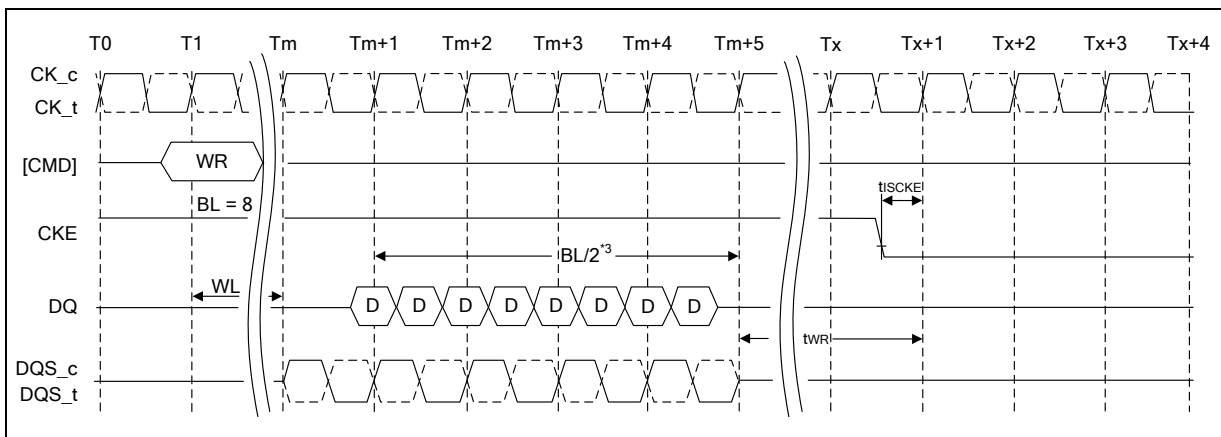 T0 T1 Tm Tm+1 Tm+2 Tm+3 Tm+4 Tm+5 Tx Tx+1 Tx+2 Tx+3 Tx+4
CK_c
CK_t
[CMD] WR
tISCKE
BL = 8
CKE
BL/2*3
WL
DQ D D D D D D D D
tWR
DQS_c
DQS_t